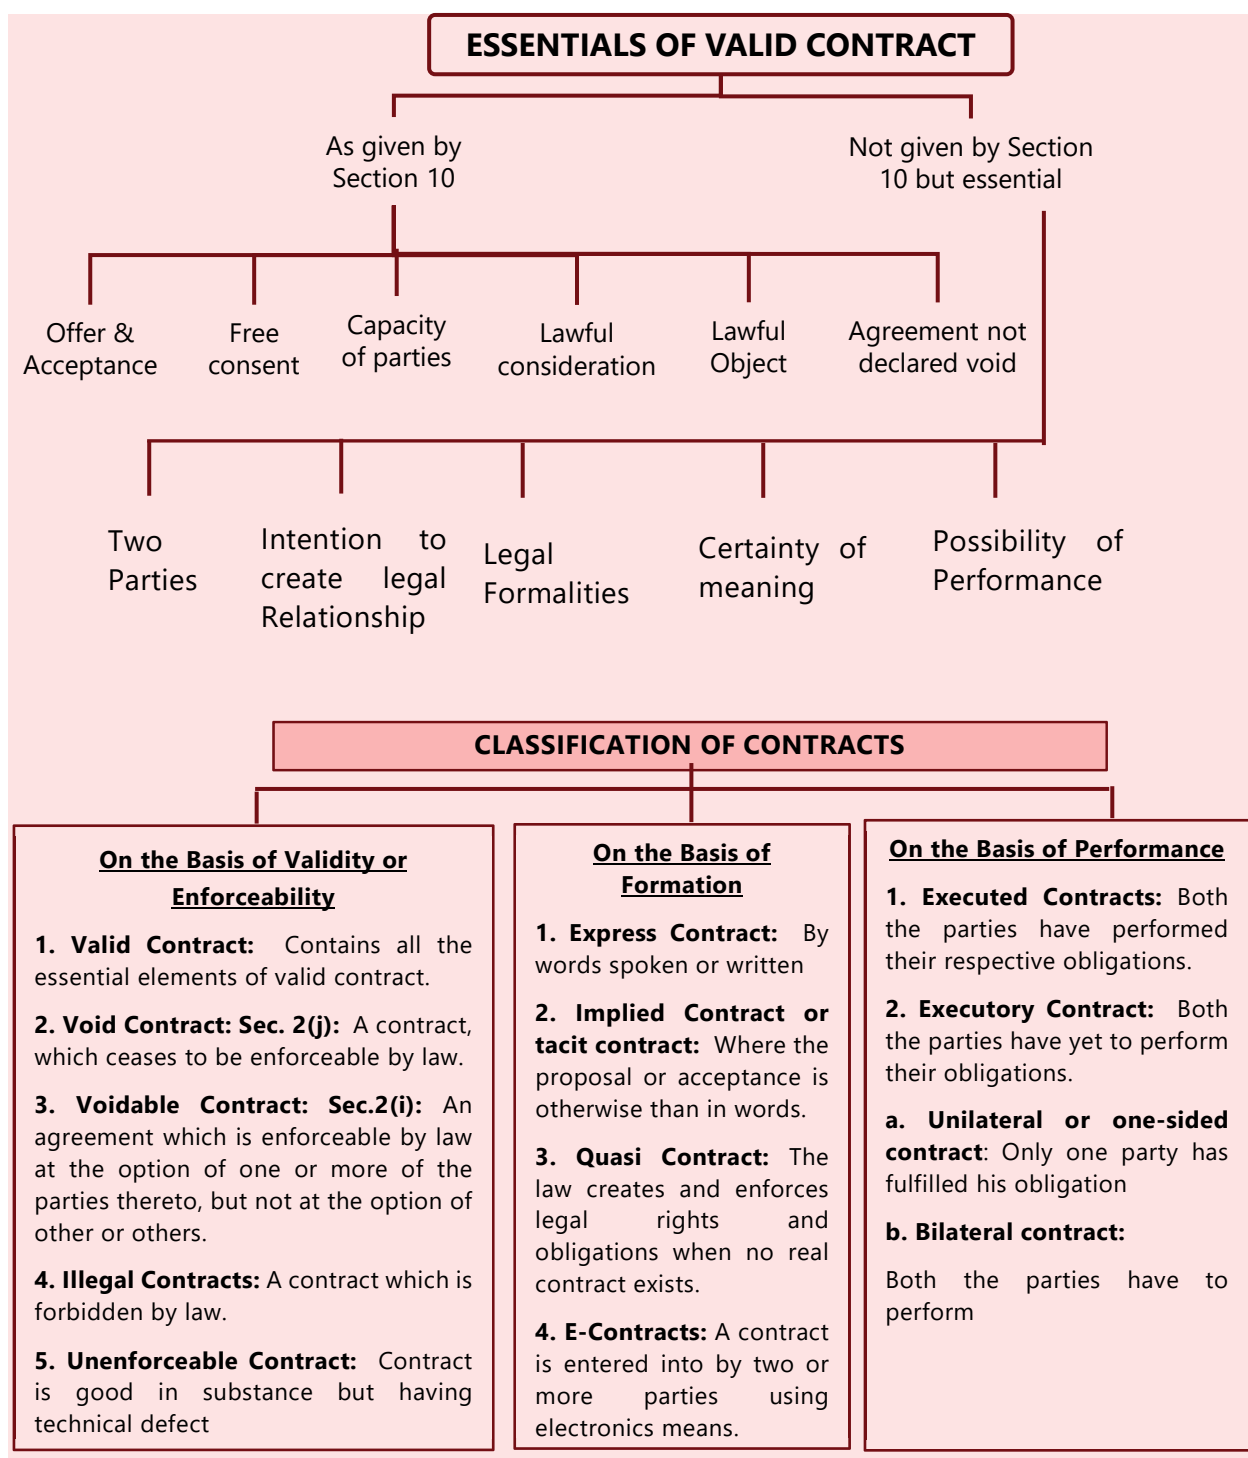 ESSENTIALS OF VALID CONTRACT
As given by
Section 10
Not given by Section
10 but essential
Offer &
Acceptance
Free
consent
Capacity
of parties
Lawful
consideration
Lawful
Object
Agreement not
declared void
Two
Parties
Intention to
create legal
Relationship
Legal
Formalities
Certainty of
meaning
Possibility of
Performance
CLASSIFICATION OF CONTRACTS
On the Basis of Validity or
Enforceability
1. Valid Contract: Contains all the
essential elements of valid contract.
2. Void Contract: Sec. 2(j): A contract,
which ceases to be enforceable by law.
3. Voidable Contract: Sec.2(i): An
agreement which is enforceable by law
at the option of one or more of the
parties thereto, but not at the option of
other or others.
4. Illegal Contracts: A contract which is
forbidden by law.
5. Unenforceable Contract: Contract
is good in substance but having
technical defect
On the Basis of
Formation
1. Express Contract: By
words spoken or written
2. Implied Contract or
tacit contract: Where the
proposal or acceptance is
otherwise than in words.
3. Quasi Contract: The
law creates and enforces
legal rights and
obligations when no real
contract exists.
4. E-Contracts: A contract
is entered into by two or
more parties using
electronics means.
On the Basis of Performance
1. Executed Contracts: Both
the parties have performed
their respective obligations.
2. Executory Contract: Both
the parties have yet to perform
their obligations.
a. Unilateral or one-sided
contract: Only one party has
fulfilled his obligation
b. Bilateral contract:
Both the parties have to
perform